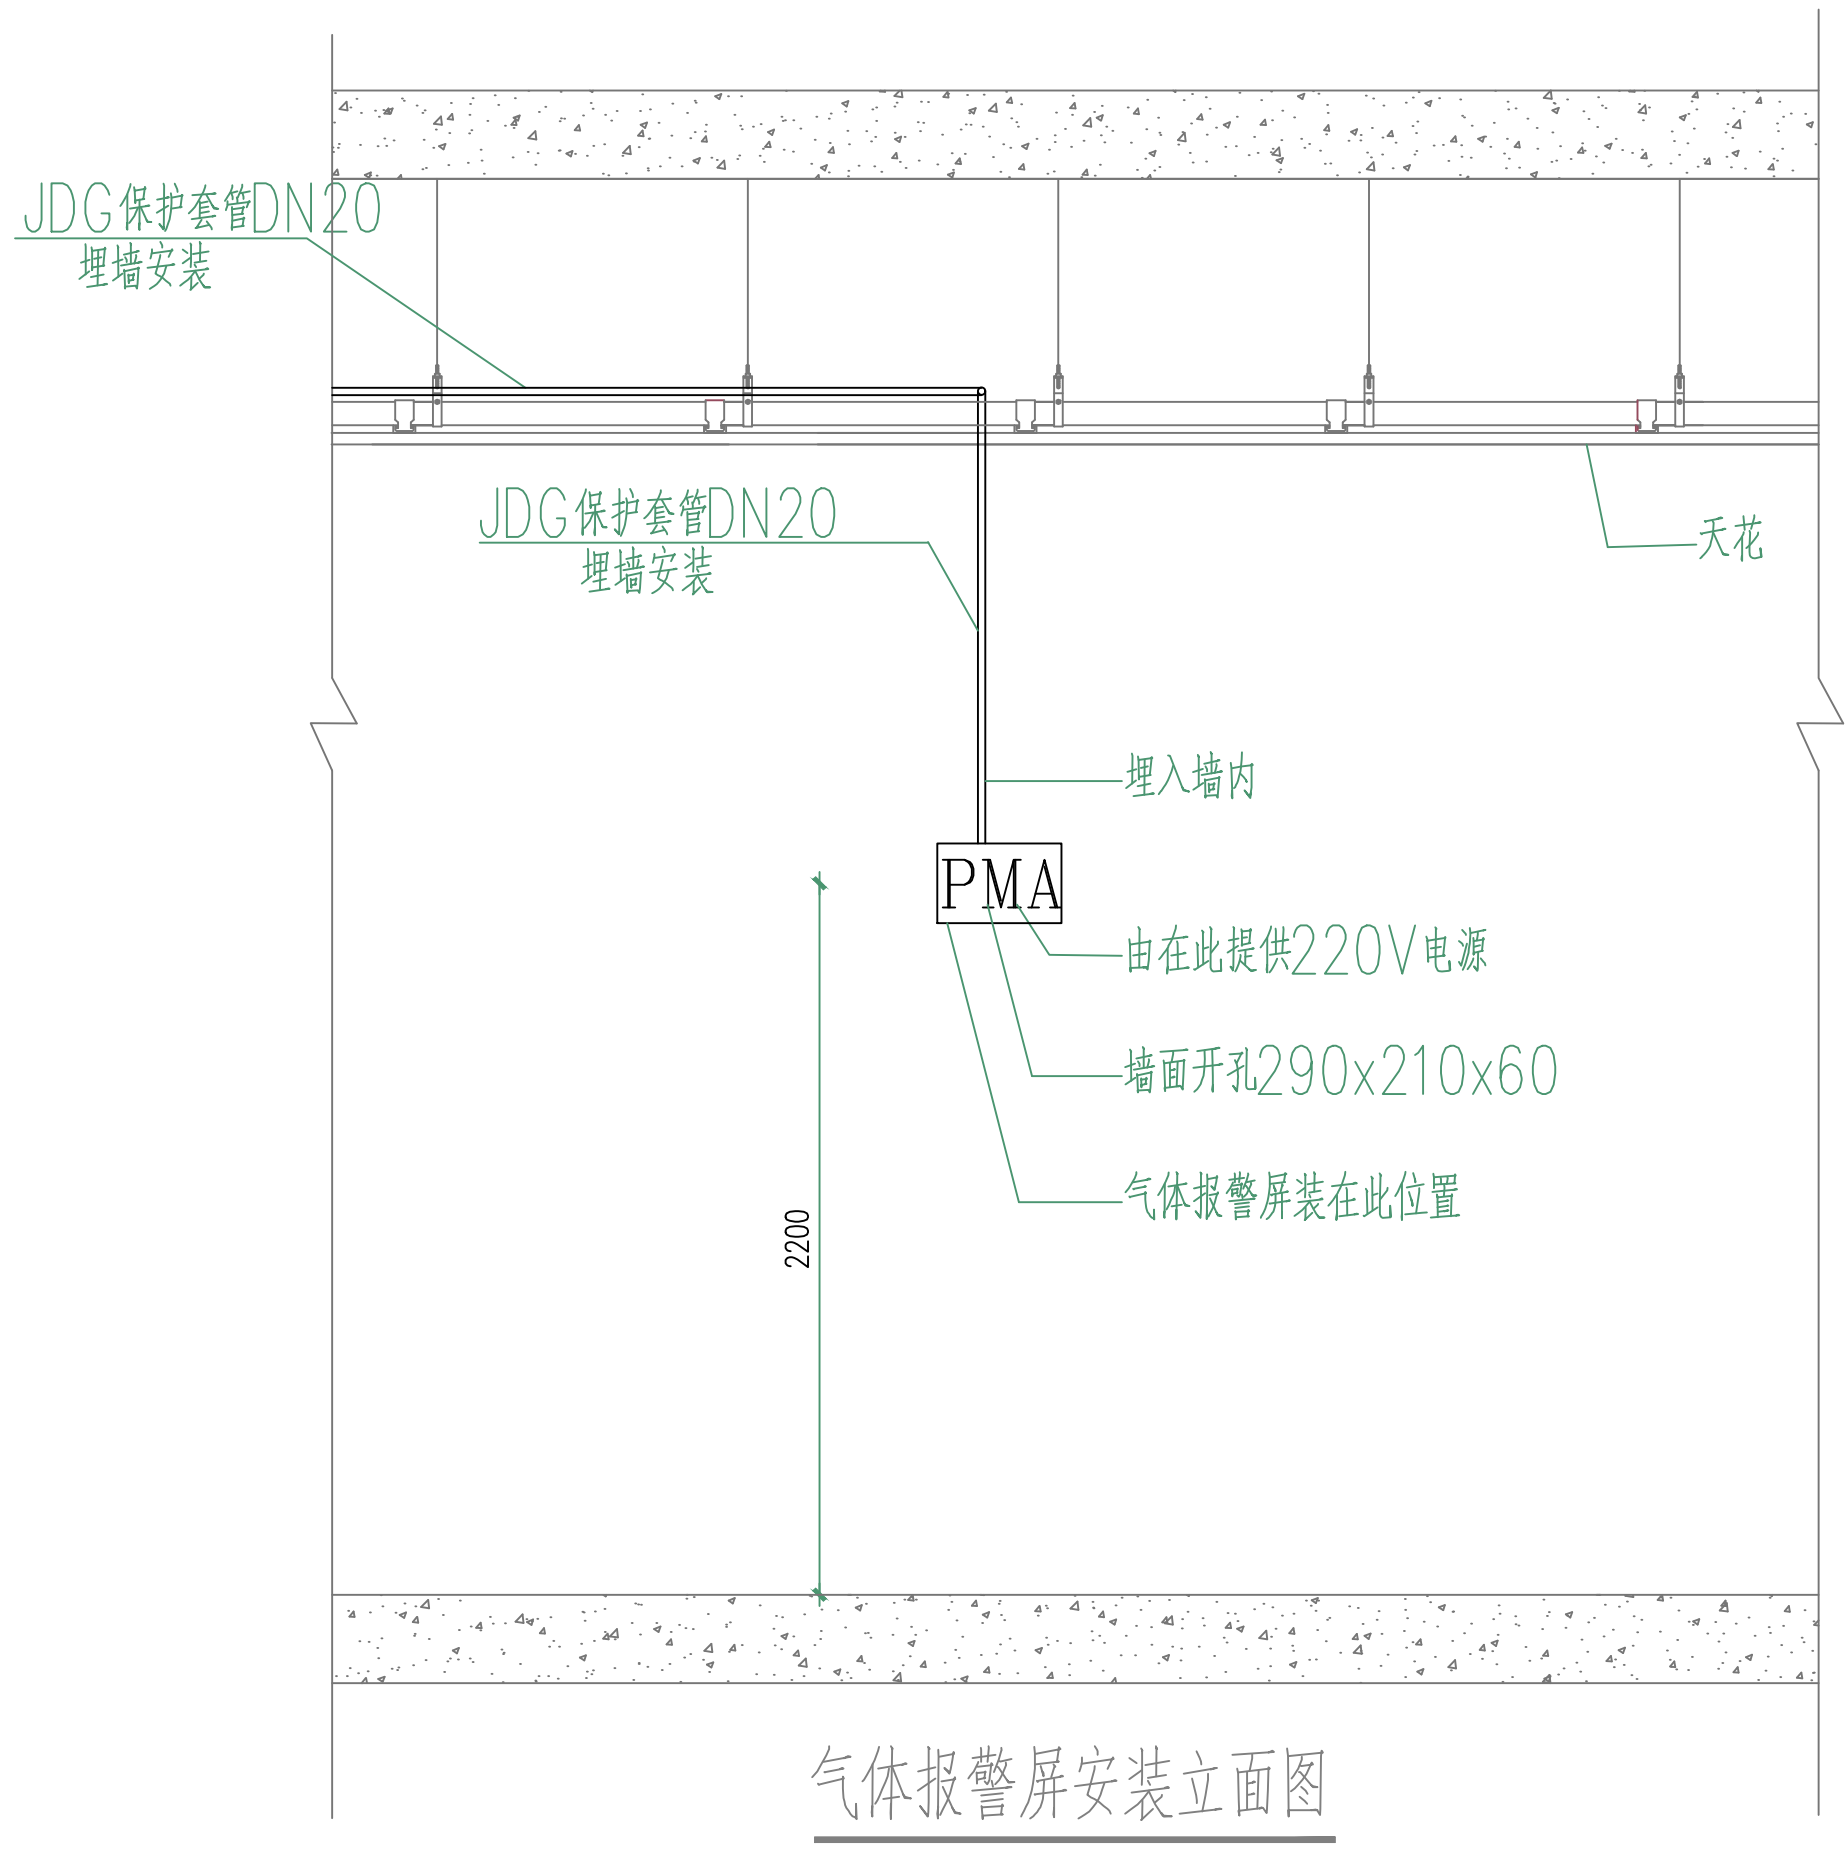 JDG保护套管DN20
埋墙安装
JDG保护套管DN20
埋墙安装
天花
埋入墙内
PMA
由在此提供220V电源
墙面开孔290x210x60
气体报警屏装在此位置
2200
气体报警屏安装立面图